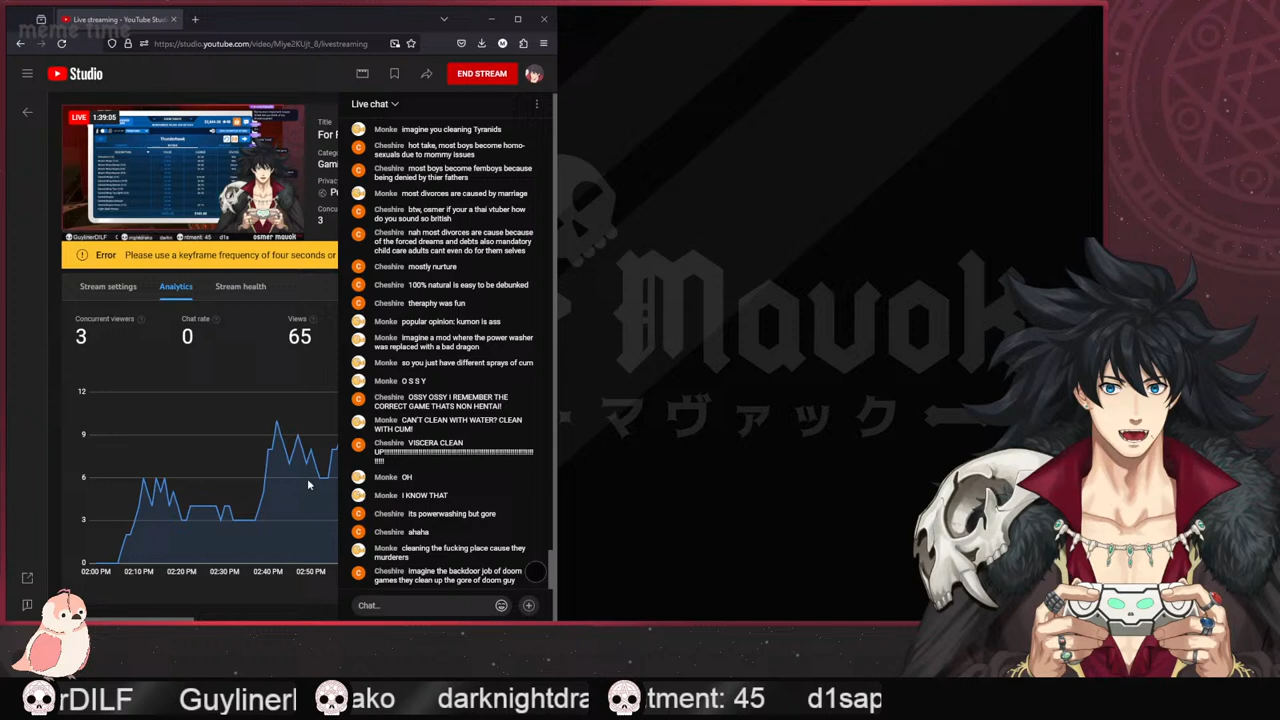 meme time
Live streaming - YouTube Studi
https://studio.youtube.com/video/Miye2KUjt_8/livestreaming
Studio
END STREAM
LIVE 1:39:05
Thunderhawk
GuylinerDILF
ntment: 45
d1sa
osmer mavok
Title
For F
Categ
Gami
Privac
Pu
Conc
3
Error Please use a keyframe frequency of four seconds or
Stream settings
Analytics
Stream health
Concurrent viewers
3
Chat rate
0
Views
65
12
9
6
3
0
02:00 PM 02:10 PM 02:20 PM 02:30 PM 02:40 PM 02:50 PM
Live chat
Monke imagine you cleaning Tyranids
Cheshire hot take, most boys become homo-
sexuals due to mommy issues
Cheshire most boys become femboys because
being denied by thier fathers
Monke most divorces are caused by marriage
Cheshire btw, osmer if your a thai vtuber how
do you sound so british
Cheshire nah most divorces are cause because
of the forced dreams and debts also mandatory
child care adults cant even do for them selves
Cheshire mostly nurture
Cheshire 100% natural is easy to be debunked
Cheshire theraphy was fun
Monke popular opinion: kumon is ass
Monke Imagine a mod where the power washer
was replaced with a bad dragon
Monke so you just have different sprays of cum
Monke O S S Y
Cheshire OSSY OSSY I REMEMBER THE
CORRECT GAME THATS NON HENTAI!
Monke CAN'T CLEAN WITH WATER? CLEAN
WITH CUM!
Cheshire VISCERA CLEAN
UP!!!!!!!!!!!!!!!!!!!!!!!!!!!!!!!!!!!!!!!!!!!!!!!!!!!!!!!!!!!!!!
!!!!!
Monke OH
Monke I KNOW THAT
Cheshire its powerwashing but gore
Cheshire ahaha
Monke cleaning the fucking place cause they
murderers
Cheshire imagine the backdoor job of doom
games they clean up the gore of doom guy
Chat...
Mavok
マヴァック
rDILF Guylinerl ako darknightdra ntment: 45 d1sap